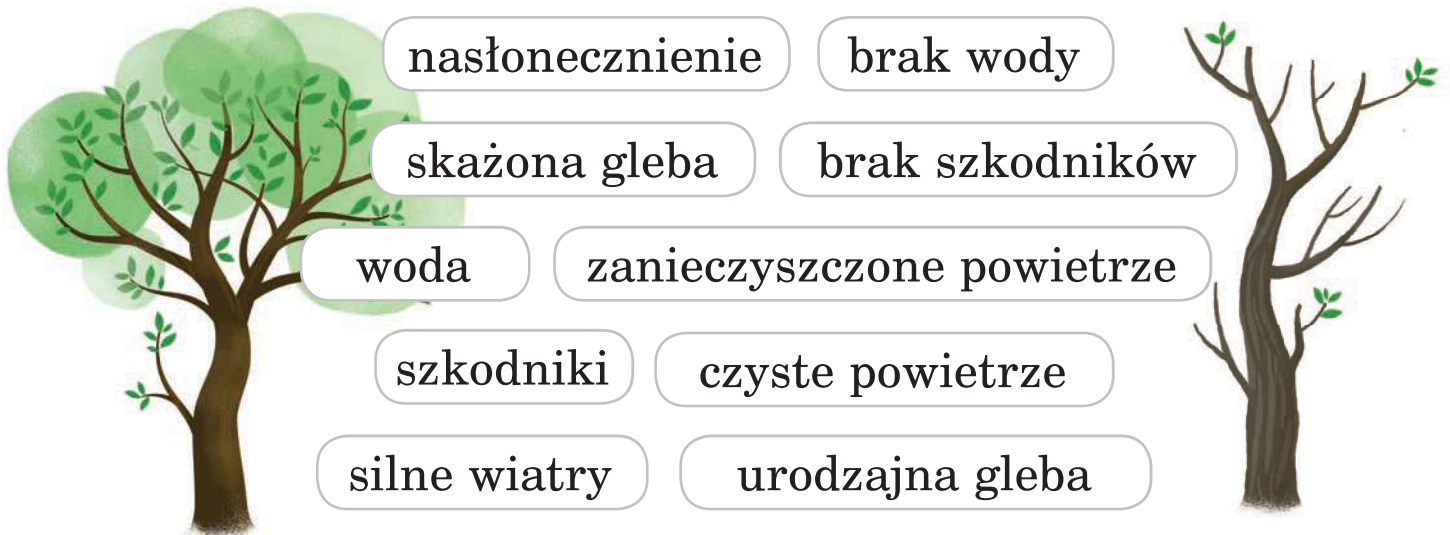 nasłonecznienie brak wody
skażona gleba brak szkodników
woda zanieczyszczone powietrze
szkodniki czyste powietrze
silne wiatry urodzajna gleba